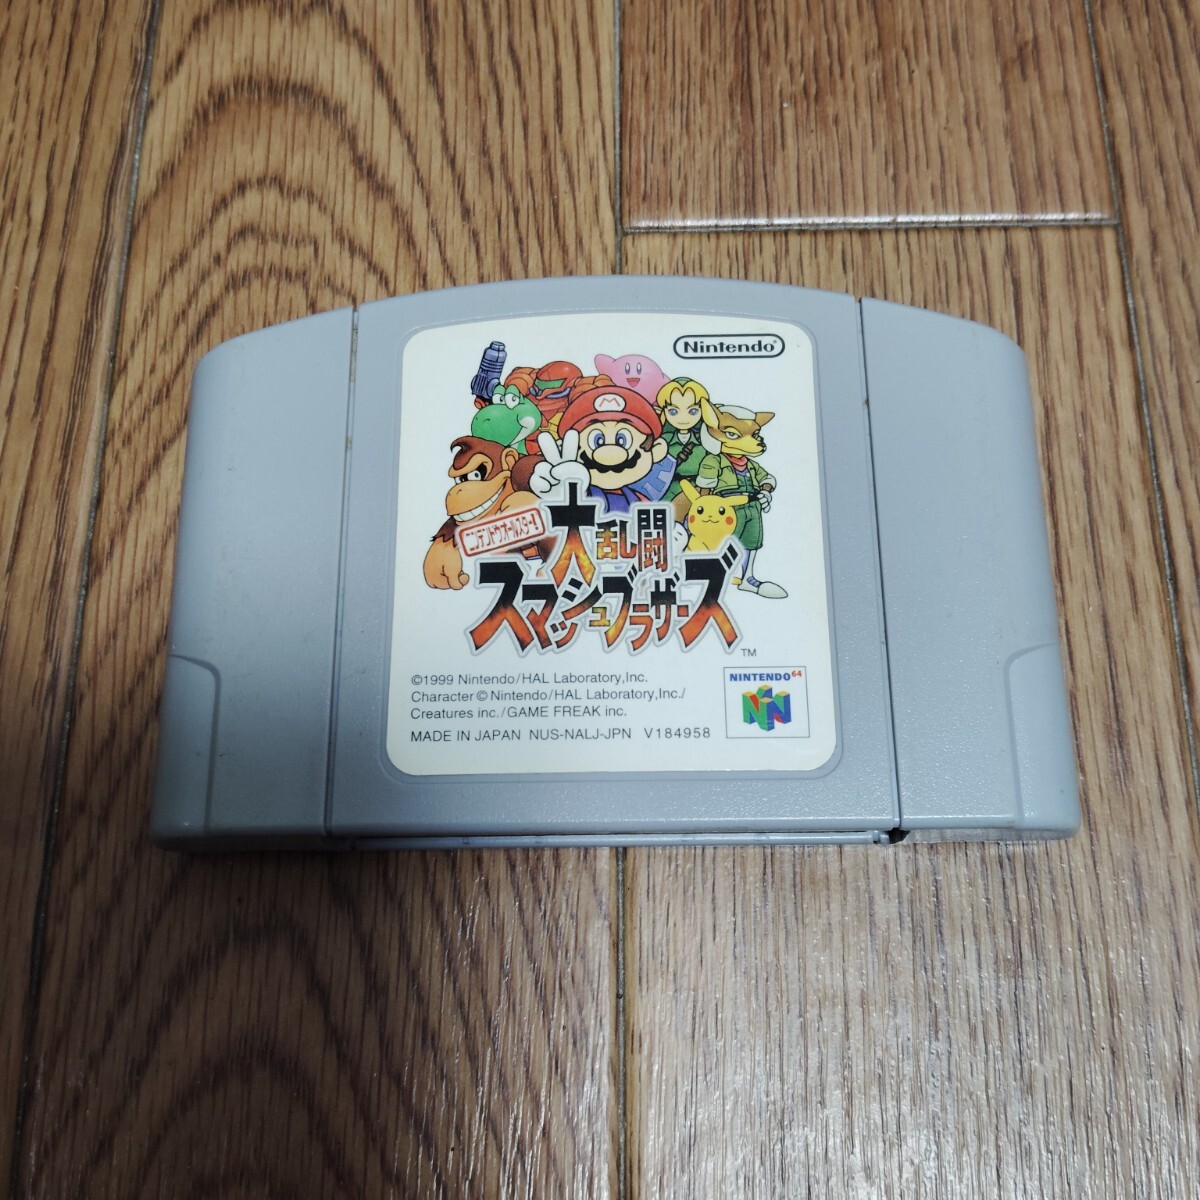 Nintendo
M
ニンテンドウオールスター!
大乱闘
スマッシュブラザーズ
TM
©1999 Nintendo/HAL Laboratory,Inc.
Character © Nintendo/HAL Laboratory,Inc./
Creatures inc./GAME FREAK inc.
MADE IN JAPAN NUS-NALJ-JPN V184958
NINTENDO64